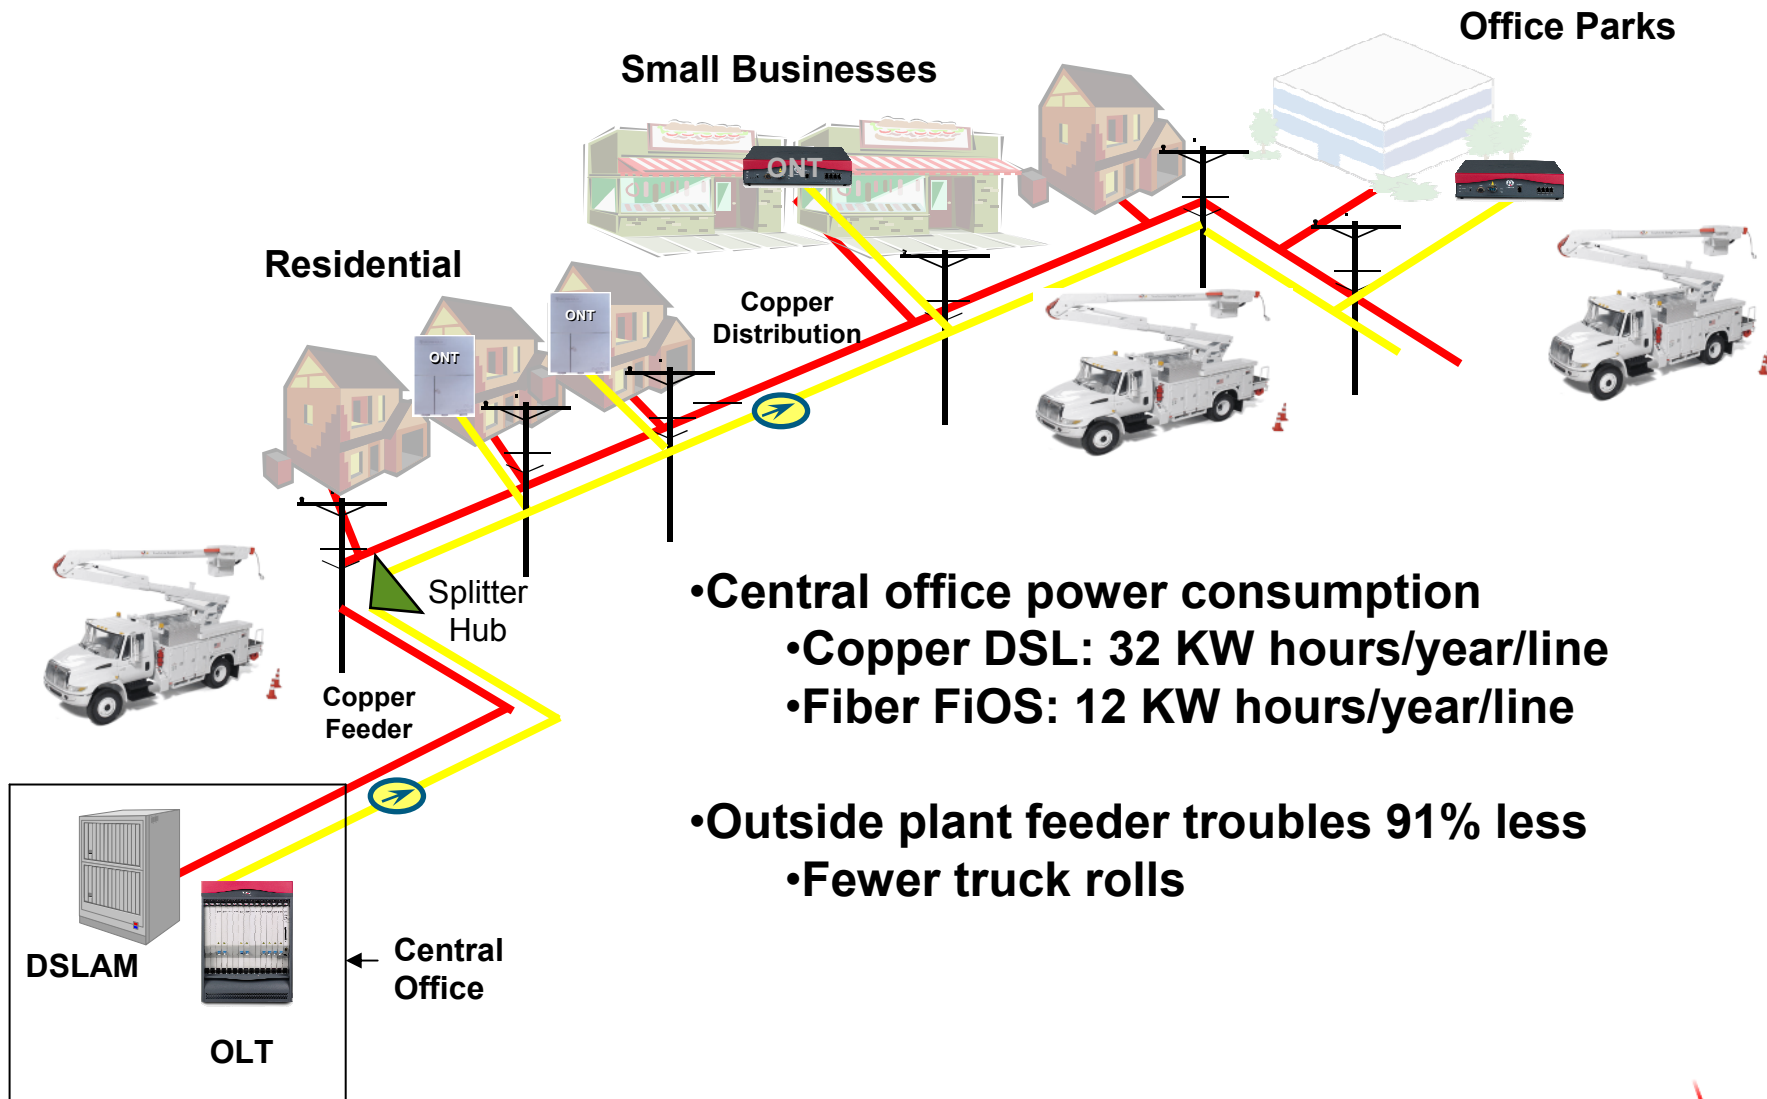 Office Parks
Small Businesses
ONT
Residential
Copper
Distribution
ONT
ONT
Splitter
Hub
Copper
Feeder
•Central office power consumption
•Copper DSL: 32 KW hours/year/line
•Fiber FiOS: 12 KW hours/year/line
•Outside plant feeder troubles 91% less
•Fewer truck rolls
Central
Office
DSLAM
OLT